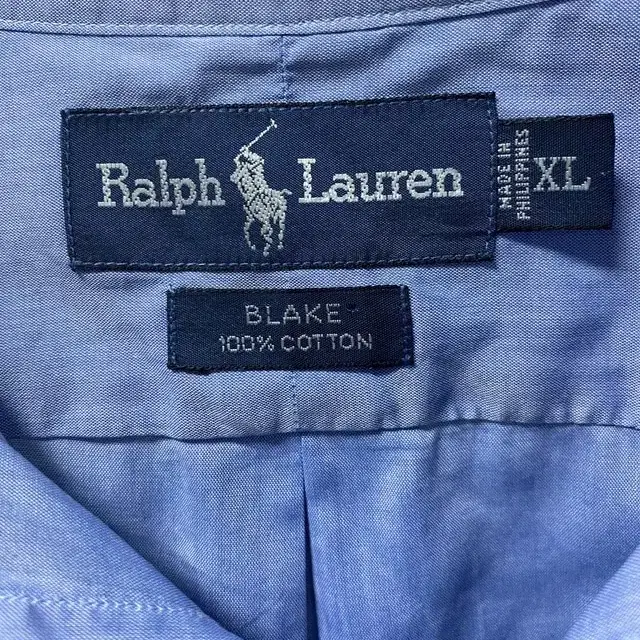 Ralph Lauren
MADE IN
PHILIPPINES
XL
BLAKE
100% COTTON